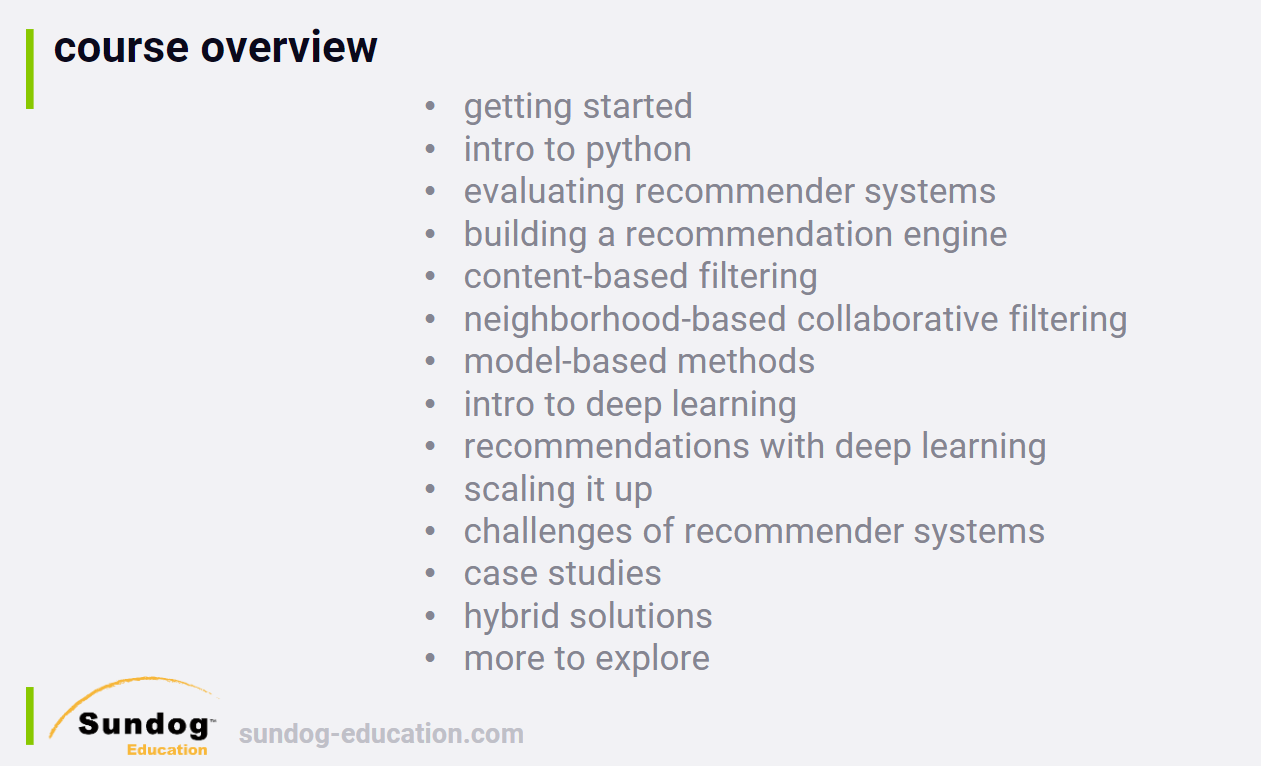 course overview
• getting started
• intro to python
• evaluating recommender systems
• building a recommendation engine
• content-based filtering
• neighborhood-based collaborative filtering
• model-based methods
• intro to deep learning
• recommendations with deep learning
• scaling it up
• challenges of recommender systems
• case studies
• hybrid solutions
• more to explore
Sundog™
Education
sundog-education.com